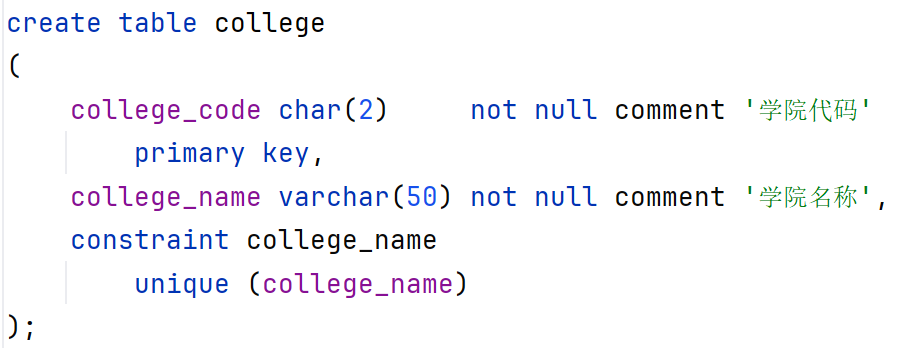 create table college
(
    college_code char(2)     not null comment '学院代码'
        primary key,
    college_name varchar(50) not null comment '学院名称',
    constraint college_name
        unique (college_name)
);